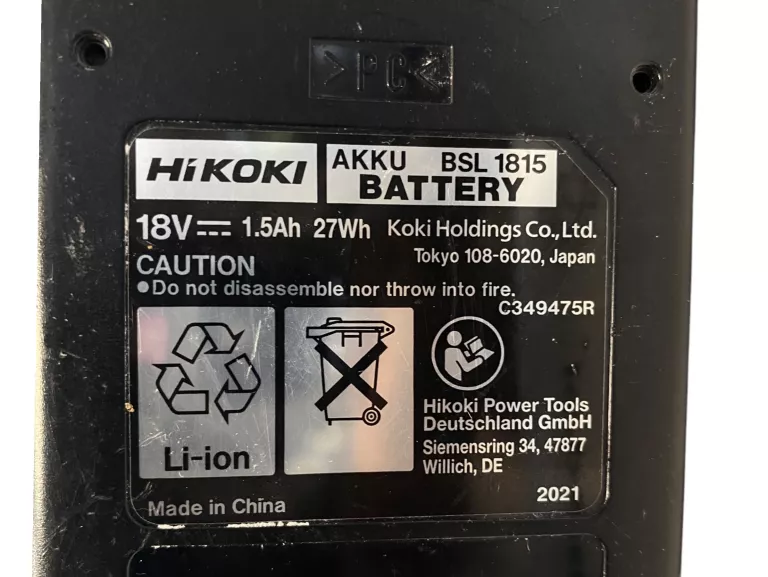 >PC<
HiKOKI
AKKU BSL 1815
BATTERY
18V 1.5Ah 27Wh Koki Holdings Co., Ltd.
Tokyo 108-6020, Japan
CAUTION
●Do not disassemble nor throw into fire.
C349475R
Li-ion
Hikoki Power Tools
Deutschland GmbH
Siemensring 34, 47877
Willich, DE
Made in China
2021